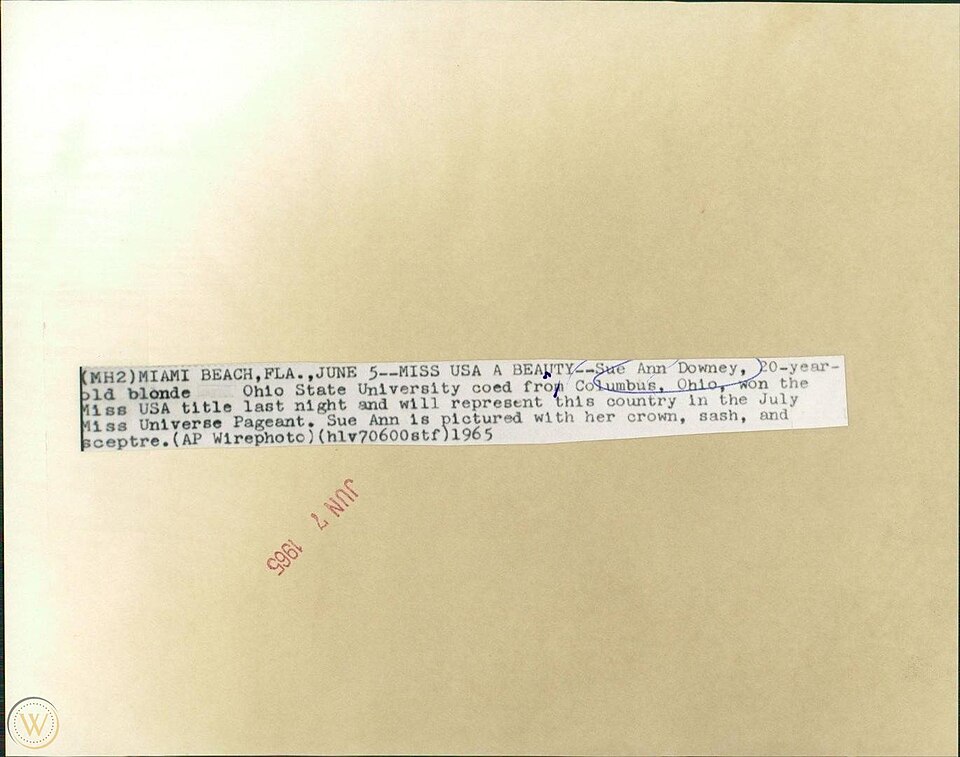 (MH2)MIAMI BEACH,FLA.,JUNE 5--MISS USA A BEAUTY--Sue Ann Downey, 20-year-
old blonde Ohio State University coed from Columbus, Ohio, won the
Miss USA title last night and will represent this country in the July
Miss Universe Pageant. Sue Ann is pictured with her crown, sash, and
sceptre.(AP Wirephoto)(hlv70600stf)1965
JUN 7 1965
W